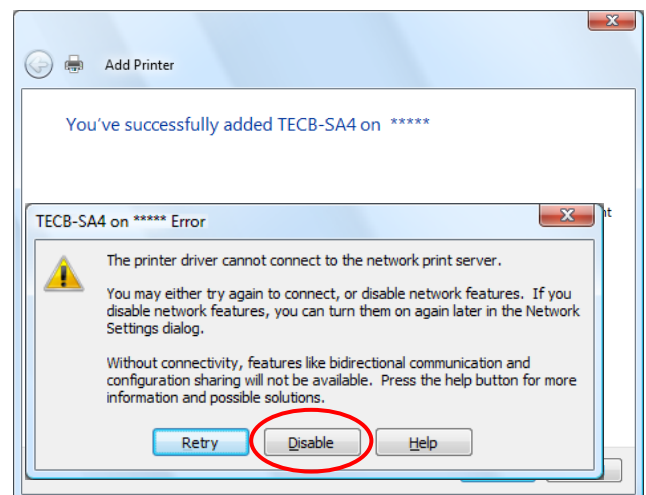 Add Printer
You've successfully added TECB-SA4 on *****
TECB-SA4 on ***** Error
The printer driver cannot connect to the network print server.
You may either try again to connect, or disable network features. If you
disable network features, you can turn them on again later in the Network
Settings dialog.
Without connectivity, features like bidirectional communication and
configuration sharing will not be available. Press the help button for more
information and possible solutions.
Retry Disable Help